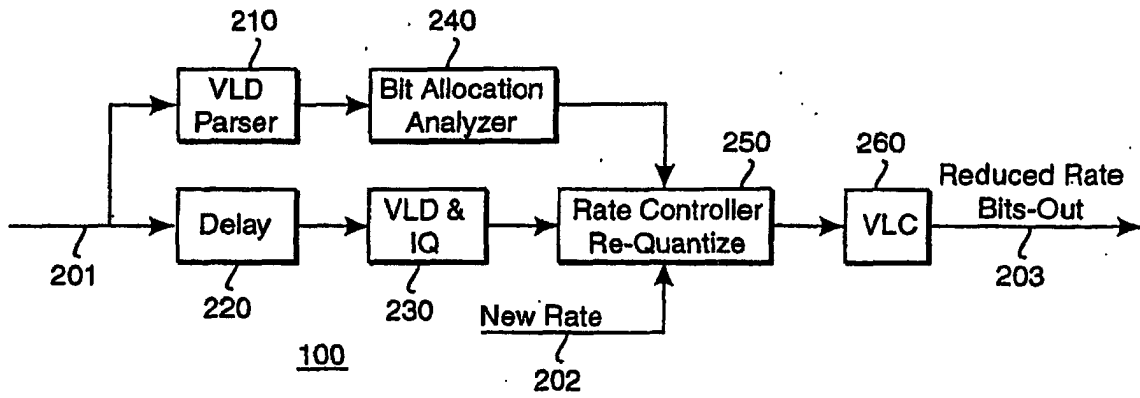 210
240
VLD
Parser
Bit Allocation
Analyzer
250
260
Delay
VLD &
IQ
Rate Controller
Re-Quantize
VLC
Reduced Rate
Bits-Out
201
220
230
New Rate
202
203
100